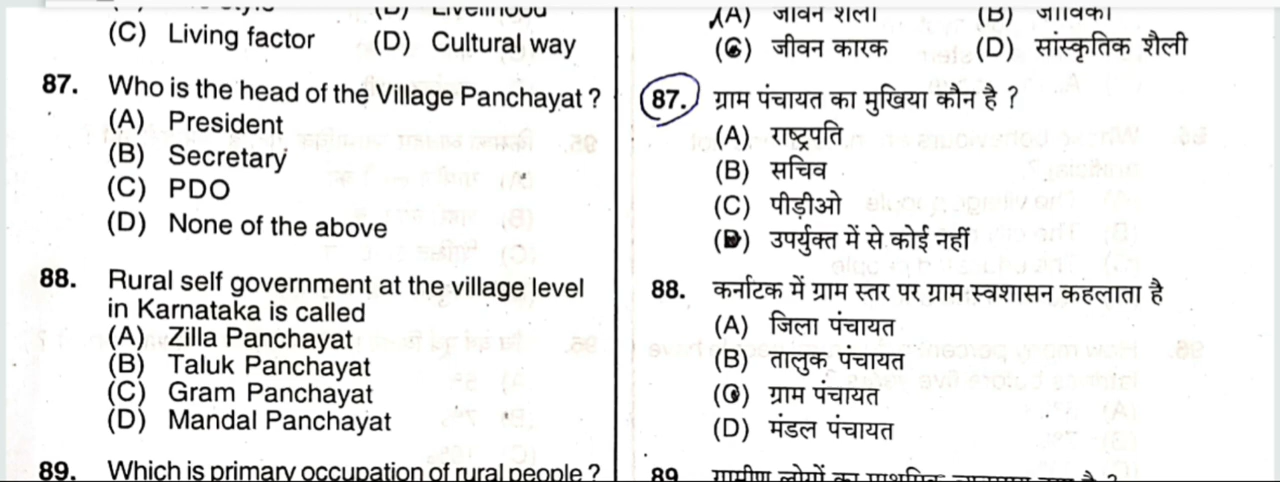 (C) Living factor (D) Cultural way
87. Who is the head of the Village Panchayat ?
(A) President
(B) Secretary
(C) PDO
(D) None of the above
88. Rural self government at the village level
in Karnataka is called
(A) Zilla Panchayat
(B) Taluk Panchayat
(C) Gram Panchayat
(D) Mandal Panchayat
89. Which is primary occupation of rural people ?
(A) जीवन शैली (B) जीविका
(C) जीवन कारक (D) सांस्कृतिक शैली
87. ग्राम पंचायत का मुखिया कौन है ?
(A) राष्ट्रपति
(B) सचिव
(C) पीड़ीओ
(D) उपर्युक्त में से कोई नहीं
88. कर्नाटक में ग्राम स्तर पर ग्राम स्वशासन कहलाता है
(A) जिला पंचायत
(B) तालुक पंचायत
(C) ग्राम पंचायत
(D) मंडल पंचायत
89